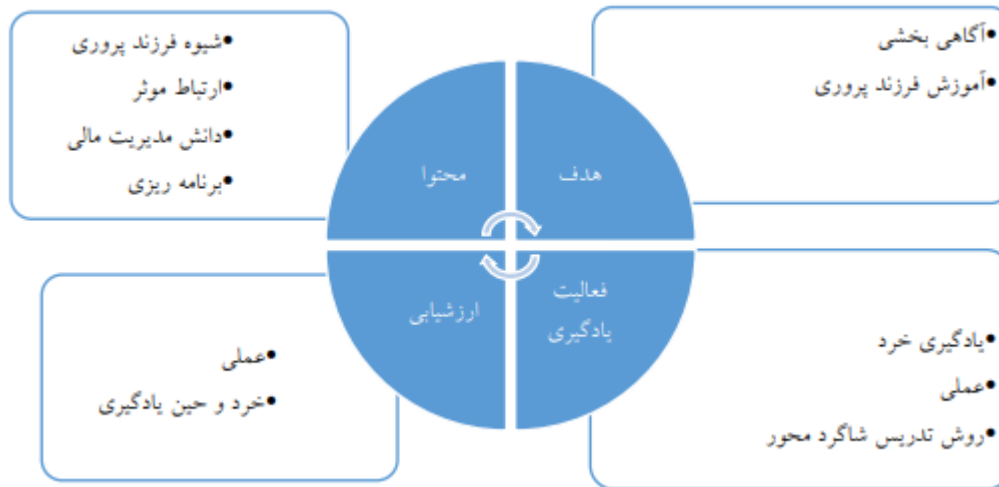 •آگاهی بخشی
•آموزش فرزند پروری
هدف
•شیوه فرزند پروری
•ارتباط موثر
•دانش مدیریت مالی
•برنامه ریزی
محتوا
•یادگیری خرد
•عملی
•روش تدریس شاگرد محور
فعالیت
یادگیری
•عملی
•خرد و حین یادگیری
ارزشیابی